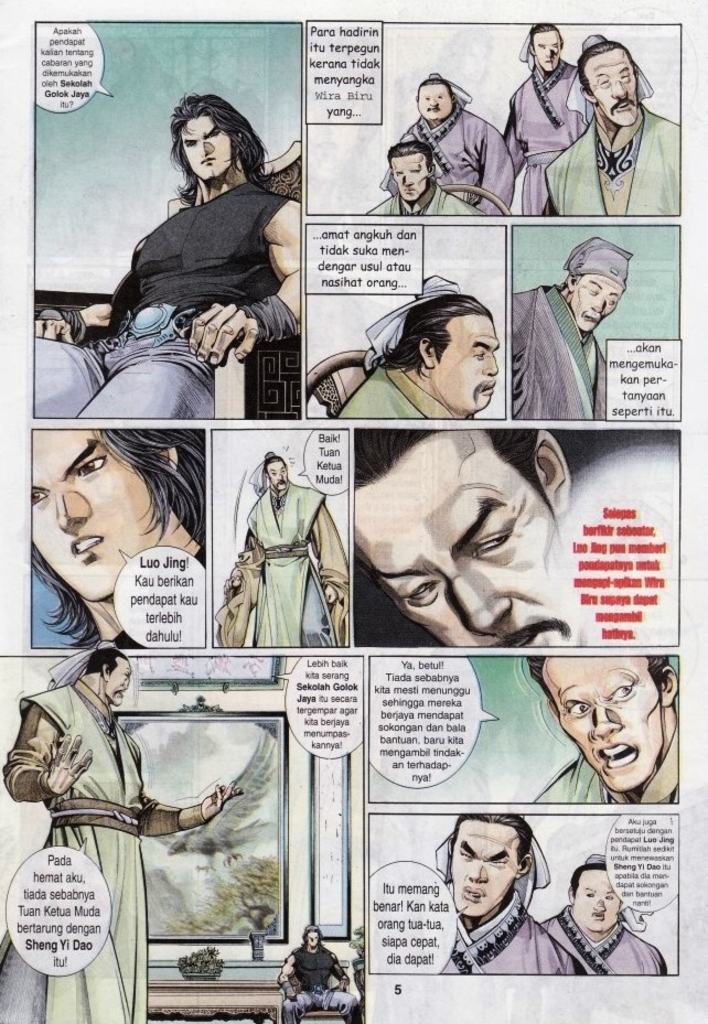 Apakah
pendapat
kalian tentang
cabaran yang
dikemukakan
oleh Sekolah
Golok Jaya
itu?
Para hadirin
itu terpegun
kerana tidak
menyangka
Wira Biru
yang...
...amat angkuh dan
tidak suka men-
dengar usul atau
nasihat orang...
...akan
mengemuka-
kan per-
tanyaan
seperti itu.
Luo Jing!
Kau berikan
pendapat kau
terlebih
dahulu!
Baik!
Tuan
Ketua
Muda!
Selepas
berfikir sebentar,
Luo Jing pun memberi
pendapatnya untuk
mengapi-apikan Wira
Biru supaya dapat
mengambil
hatinya.
Lebih baik
kita serang
Sekolah Golok
Jaya itu secara
tergempar agar
kita berjaya
menumpas-
kannya!
Pada
hemat aku,
tiada sebabnya
Tuan Ketua Muda
bertarung dengan
Sheng Yi Dao
itu!
Ya, betul!
Tiada sebabnya
kita mesti menunggu
sehingga mereka
berjaya mendapat
sokongan dan bala
bantuan, baru kita
mengambil tindak-
an terhadap-
nya!
Itu memang
benar! Kan kata
orang tua-tua,
siapa cepat,
dia dapat!
Aku juga
bersetuju dengan
pendapat Luo Jing
itu. Rumitlah sedikit
untuk menewaskan
Sheng Yi Dao itu
apabila dia men-
dapat sokongan
nanti!
5